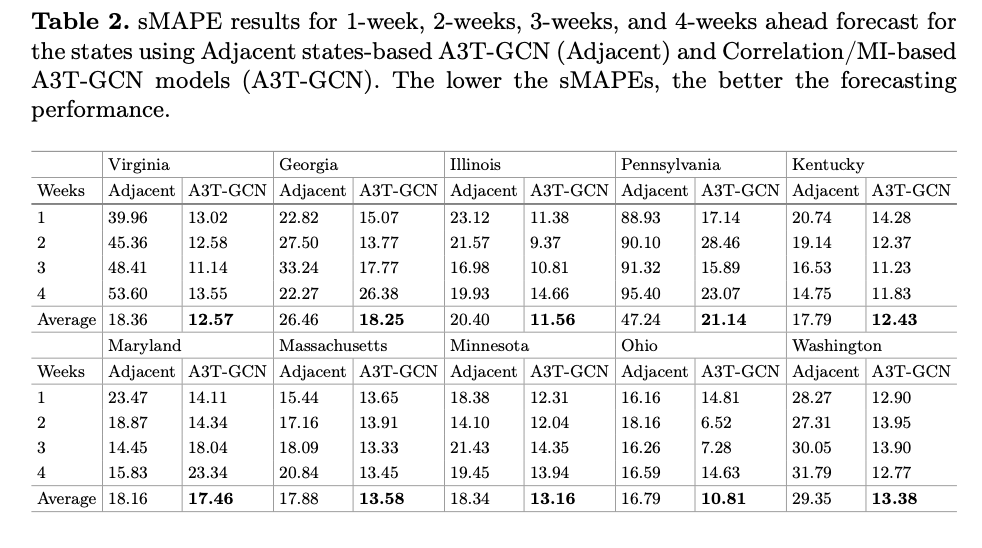 Table 2. sMAPE results for 1-week, 2-weeks, 3-weeks, and 4-weeks ahead forecast for
the states using Adjacent states-based A3T-GCN (Adjacent) and Correlation/MI-based
A3T-GCN models (A3T-GCN). The lower the sMAPEs, the better the forecasting
performance.
Virginia Georgia Illinois Pennsylvania Kentucky
Weeks Adjacent A3T-GCN Adjacent A3T-GCN Adjacent A3T-GCN Adjacent A3T-GCN Adjacent A3T-GCN
1 39.96 13.02 22.82 15.07 23.12 11.38 88.93 17.14 20.74 14.28
2 45.36 12.58 27.50 13.77 21.57 9.37 90.10 28.46 19.14 12.37
3 48.41 11.14 33.24 17.77 16.98 10.81 91.32 15.89 16.53 11.23
4 53.60 13.55 22.27 26.38 19.93 14.66 95.40 23.07 14.75 11.83
Average 18.36 12.57 26.46 18.25 20.40 11.56 47.24 21.14 17.79 12.43
Maryland Massachusetts Minnesota Ohio Washington
Weeks Adjacent A3T-GCN Adjacent A3T-GCN Adjacent A3T-GCN Adjacent A3T-GCN Adjacent A3T-GCN
1 23.47 14.11 15.44 13.65 18.38 12.31 16.16 14.81 28.27 12.90
2 18.87 14.34 17.16 13.91 14.10 12.04 18.16 6.52 27.31 13.95
3 14.45 18.04 18.09 13.33 21.43 14.35 16.26 7.28 30.05 13.90
4 15.83 23.34 20.84 13.45 19.45 13.94 16.59 14.63 31.79 12.77
Average 18.16 17.46 17.88 13.58 18.34 13.16 16.79 10.81 29.35 13.38